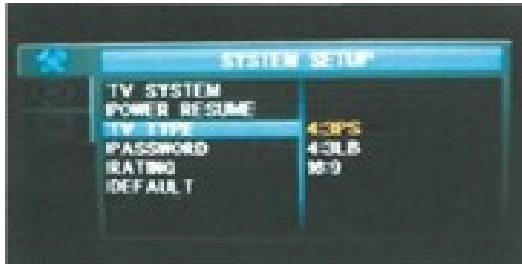 SYSTEM SETUP
TV SYSTEM
POWER RESUME
TV TYPE 4:3PS
PASSWORD 4:3LB
RATING 16:9
DEFAULT